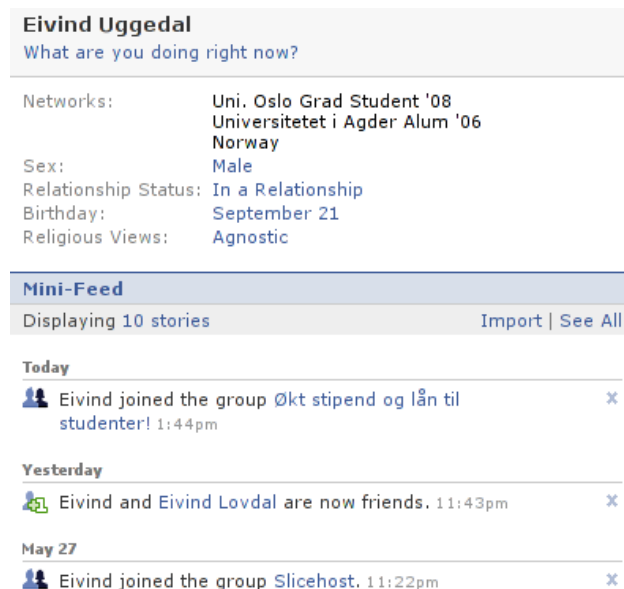 Eivind Uggedal
What are you doing right now?
Networks: Uni. Oslo Grad Student '08
Universitetet i Agder Alum '06
Norway
Sex: Male
Relationship Status: In a Relationship
Birthday: September 21
Religious Views: Agnostic
Mini-Feed
Displaying 10 stories Import | See All
Today
Eivind joined the group Økt stipend og lån til
studenter! 1:44pm
Yesterday
Eivind and Eivind Lovdal are now friends. 11:43pm
May 27
Eivind joined the group Slicehost. 11:22pm